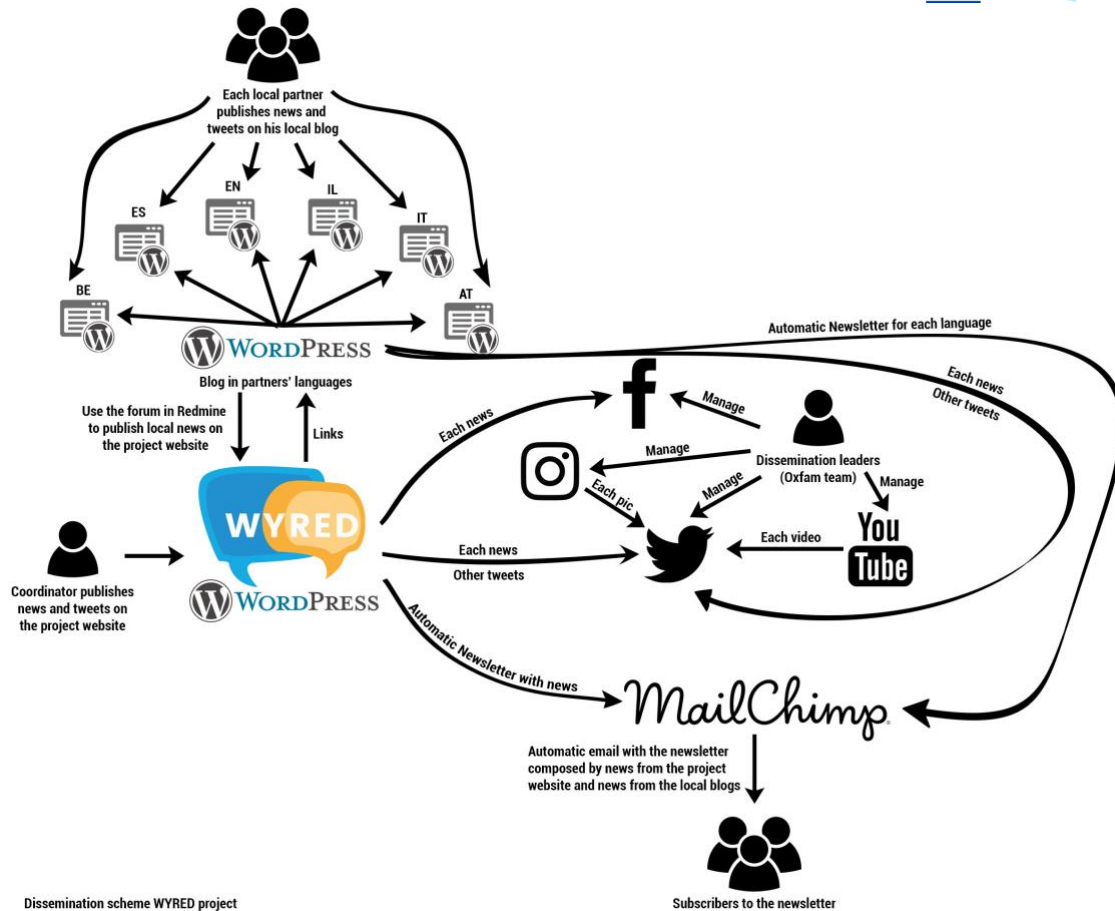 Each local partner
publishes news and
tweets on his local blog
EN
IL
ES
IT
BE
AT
WORDPRESS
Blog in partners' languages
Automatic Newsletter for each language
Each news
Other tweets
Use the forum in Redmine
to publish local news on
the project website
Links
Each news
Manage
Dissemination leaders
(Oxfam team)
Manage
Manage
Manage
Each pic
WYRED
WORDPRESS
Each news
Other tweets
Each video
You
Tube
Coordinator publishes
news and tweets on
the project website
Automatic Newsletter with news
MailChimp
Automatic email with the newsletter
composed by news from the project
website and news from the local blogs
Subscribers to the newsletter
Dissemination scheme WYRED project